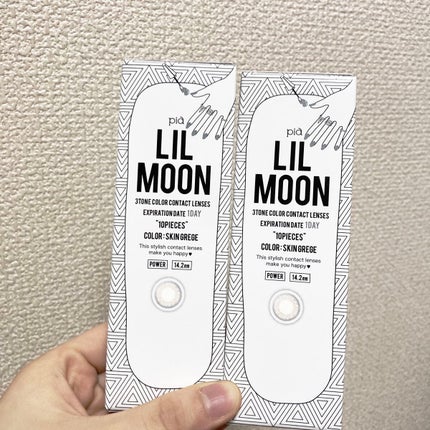 pia
LIL
MOON
3TONE COLOR CONTACT LENSES
EXPIRATION DATE 1DAY
"10PIECES"
COLOR:SKIN GREGE
This stylish contact lenses
make you happy♥
POWER 14.2mm
pia
LIL
MOON
3TONE COLOR CONTACT LENSES
EXPIRATION DATE 1DAY
"10PIECES"
COLOR:SKIN GREGE
This stylish contact lenses
make you happy♥
POWER 14.2mm